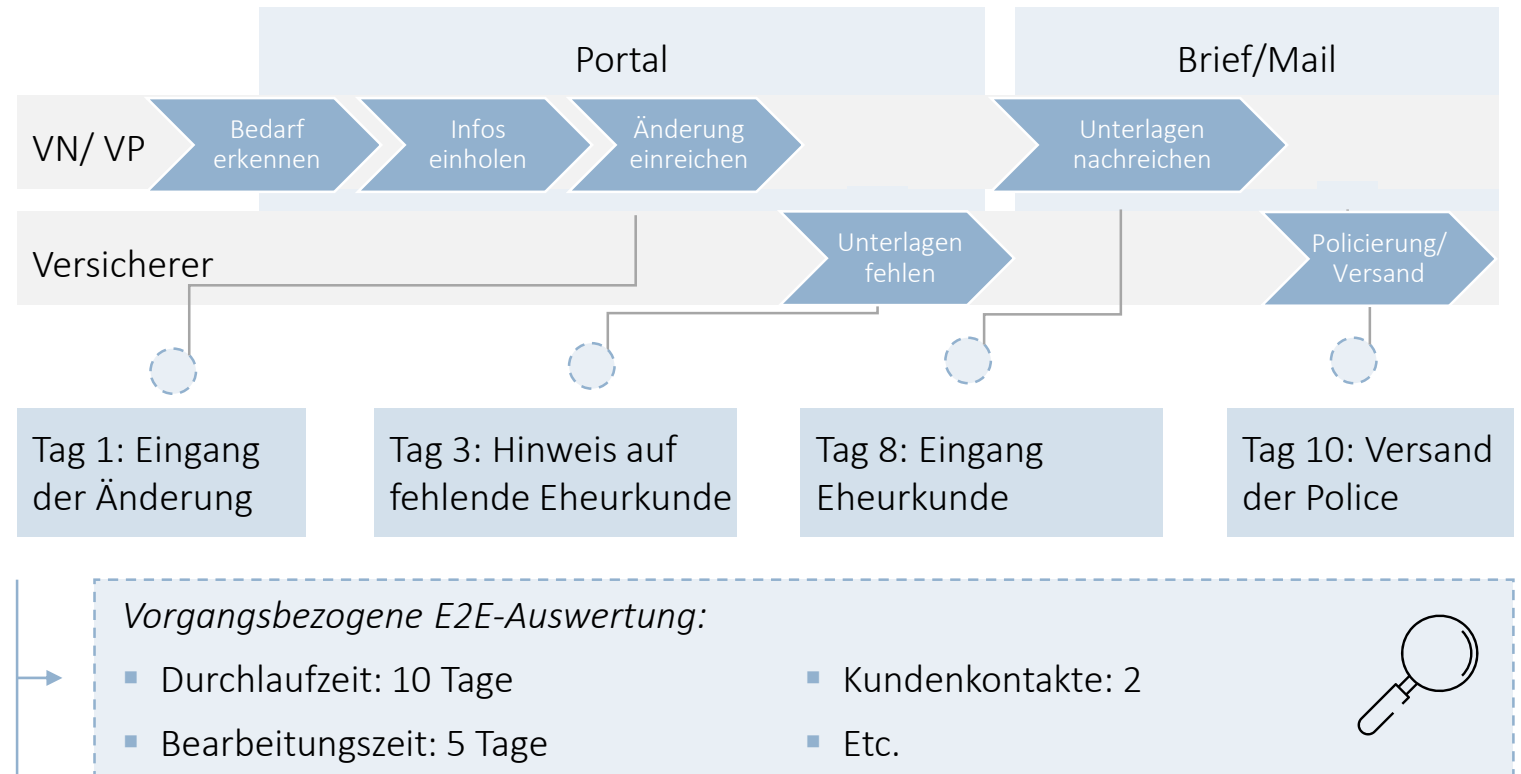 Portal
Brief/Mail
VN/ VP
Bedarf
erkennen
Infos
einholen
Änderung
einreichen
Unterlagen
nachreichen
Versicherer
Unterlagen
fehlen
Policierung/
Versand
Tag 1: Eingang
der Änderung
Tag 3: Hinweis auf
fehlende Eheurkunde
Tag 8: Eingang
Eheurkunde
Tag 10: Versand
der Police
Vorgangsbezogene E2E-Auswertung:
Durchlaufzeit: 10 Tage
Kundenkontakte: 2
Bearbeitungszeit: 5 Tage
Etc.